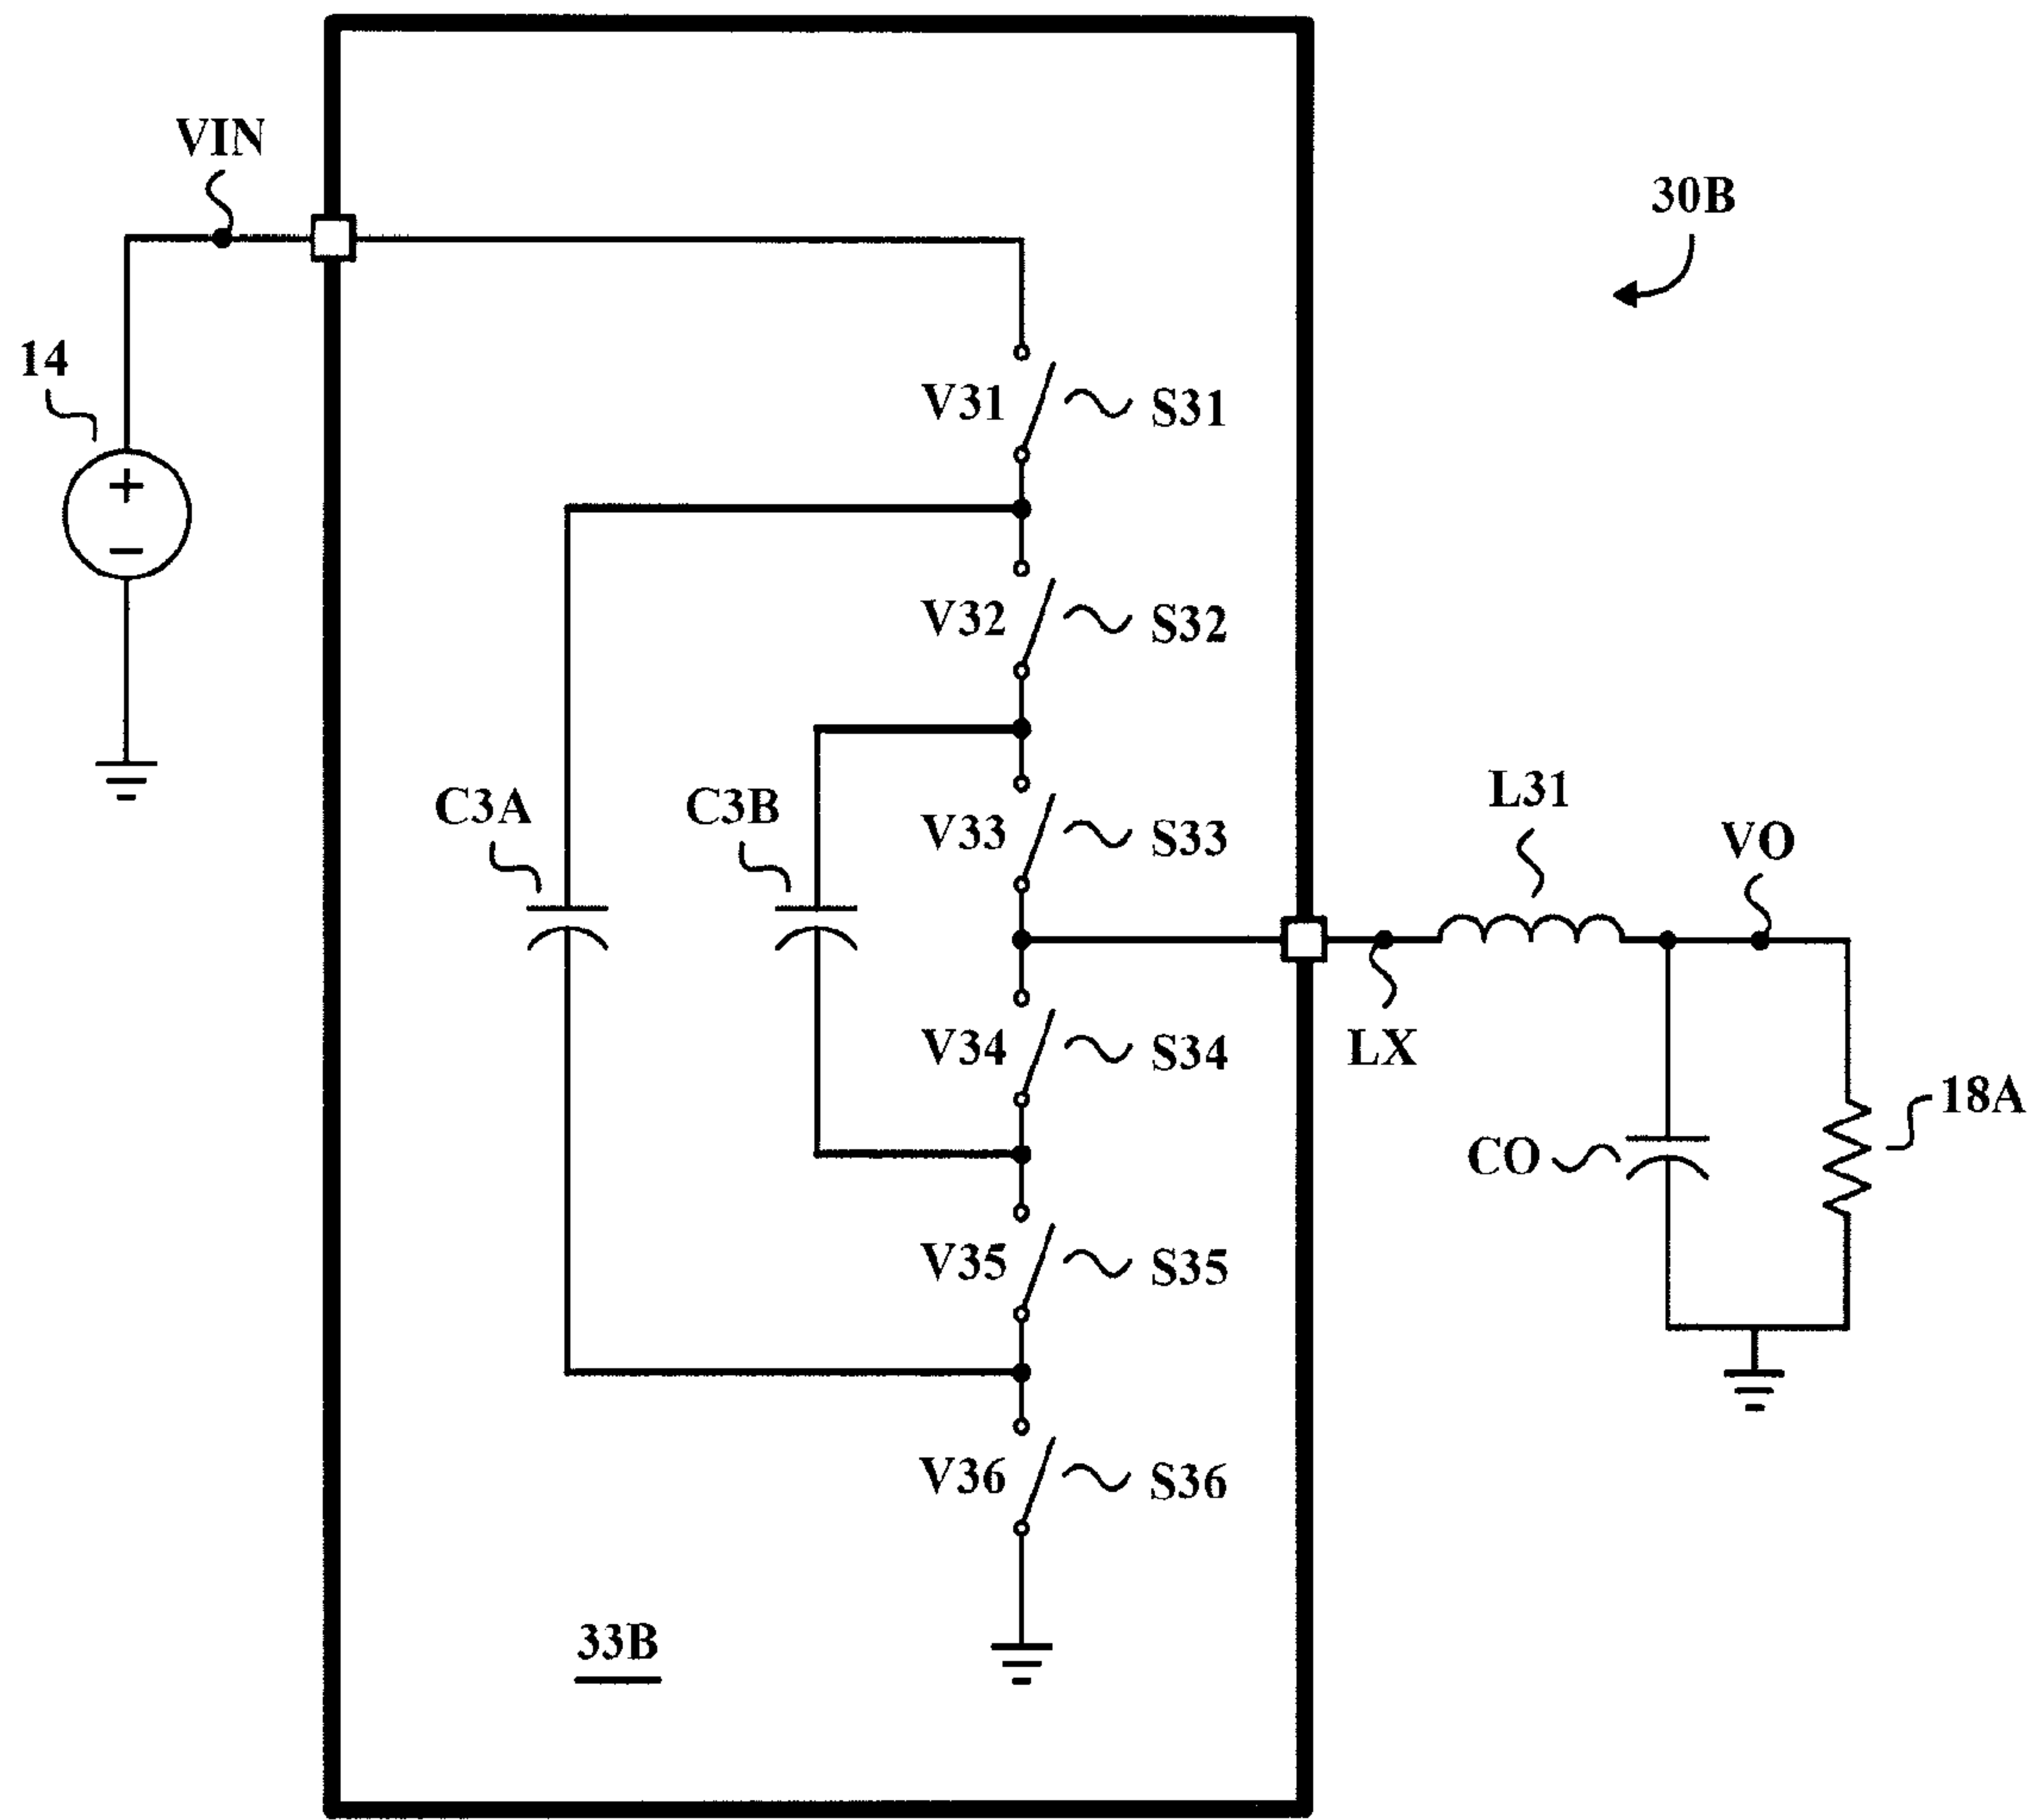 VIN
30B
14
+
−
V31 S31
V32 S32
C3A C3B V33 S33
L31
VO
V34 S34
LX
18A
CO
V35 S35
V36 S36
33B